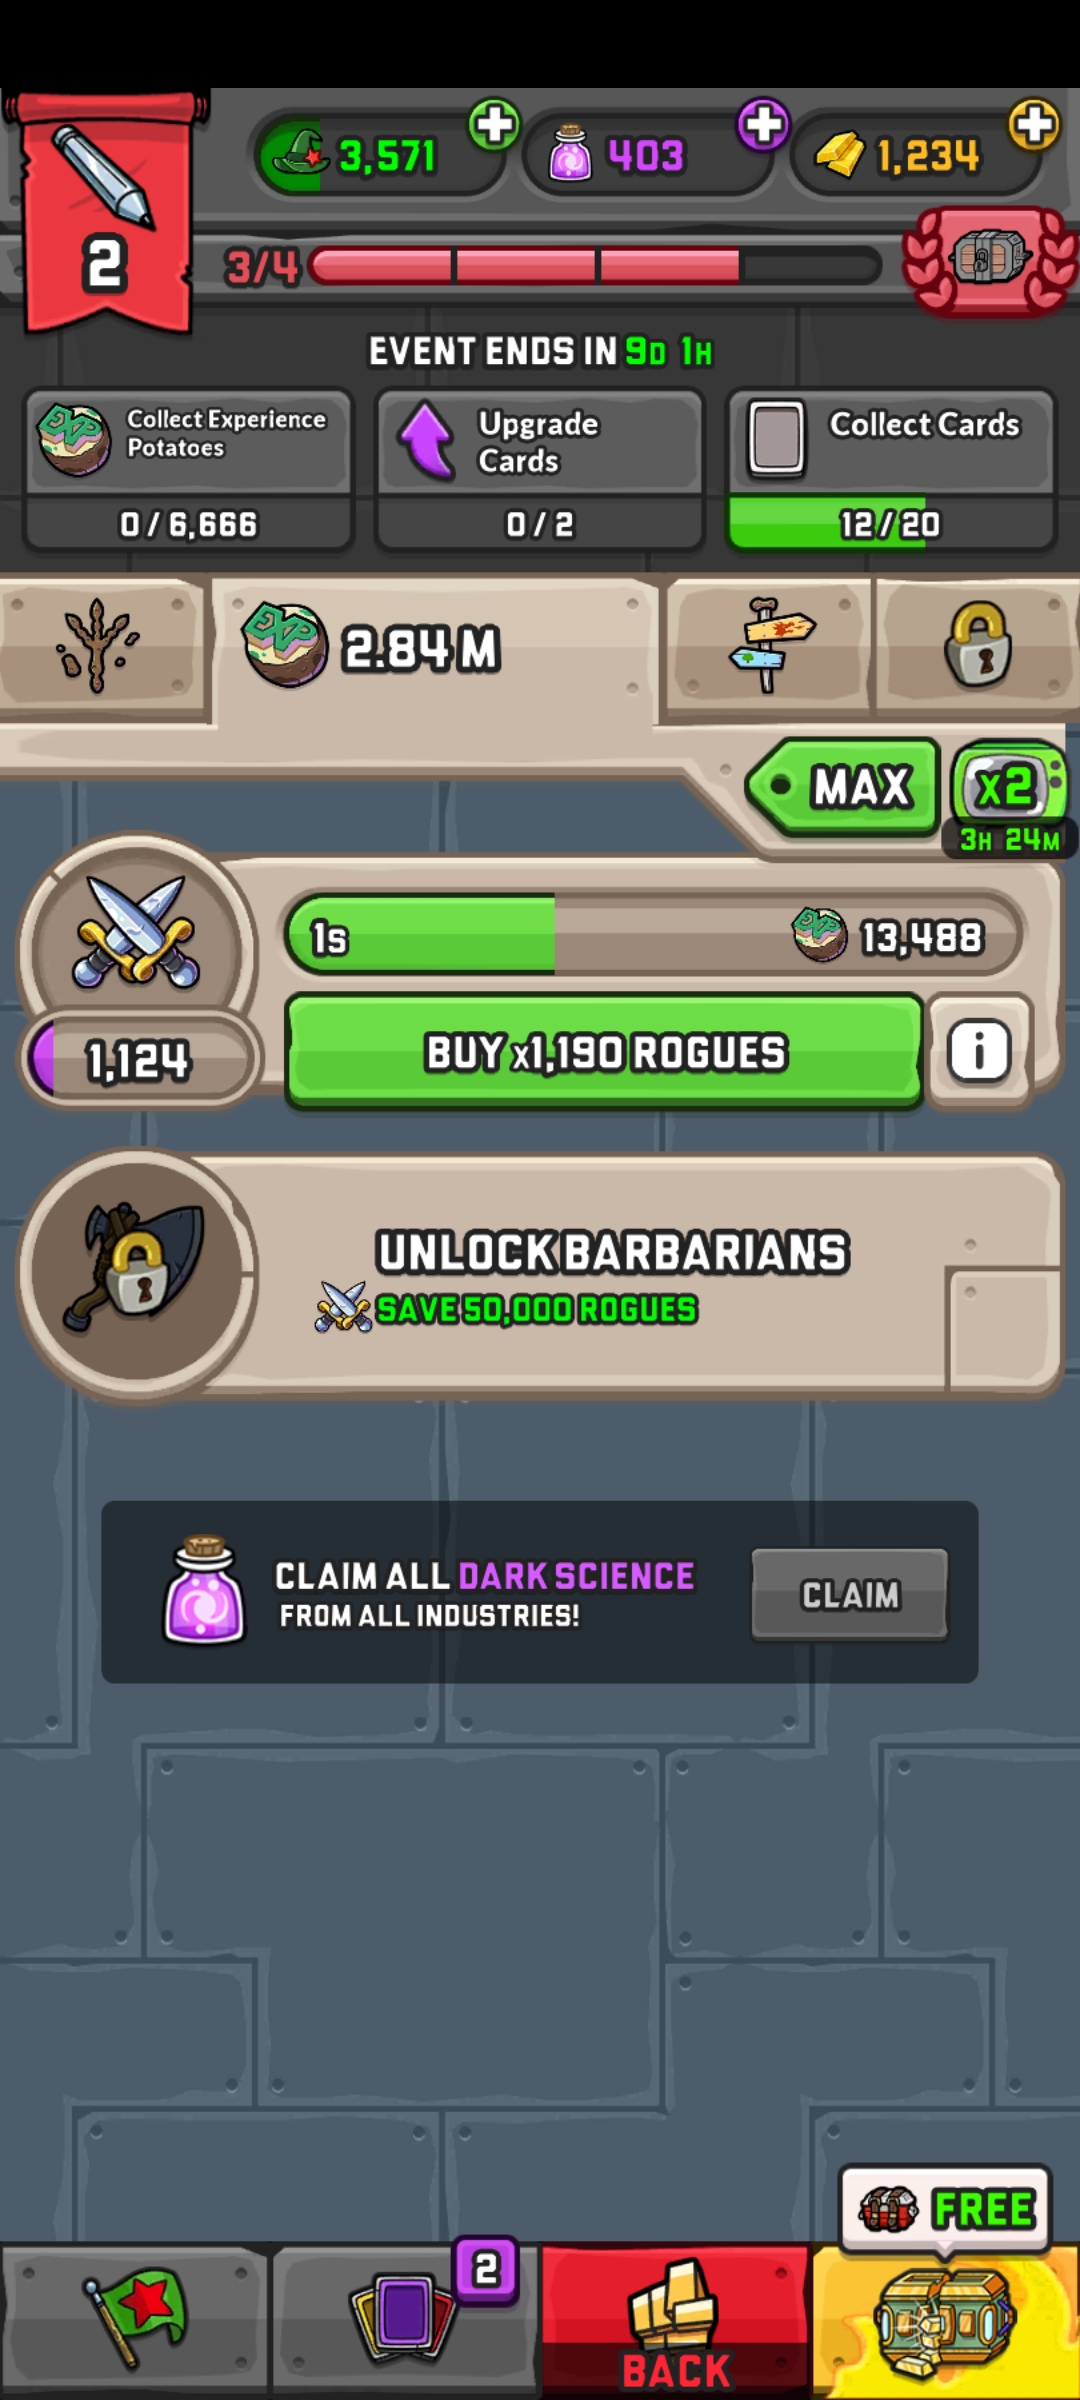 3,571
403
1,234
2
3/4
EVENT ENDS IN 9D 1H
Collect Experience
Potatoes
0 / 6,666
Upgrade
Cards
0 / 2
Collect Cards
12 / 20
EXP
2.84 M
MAX
x2
3H 24M
1s
EXP
13,488
1,124
BUY x1,190 ROGUES
i
UNLOCK BARBARIANS
SAVE 50,000 ROGUES
CLAIM ALL DARK SCIENCE
FROM ALL INDUSTRIES!
CLAIM
FREE
2
BACK